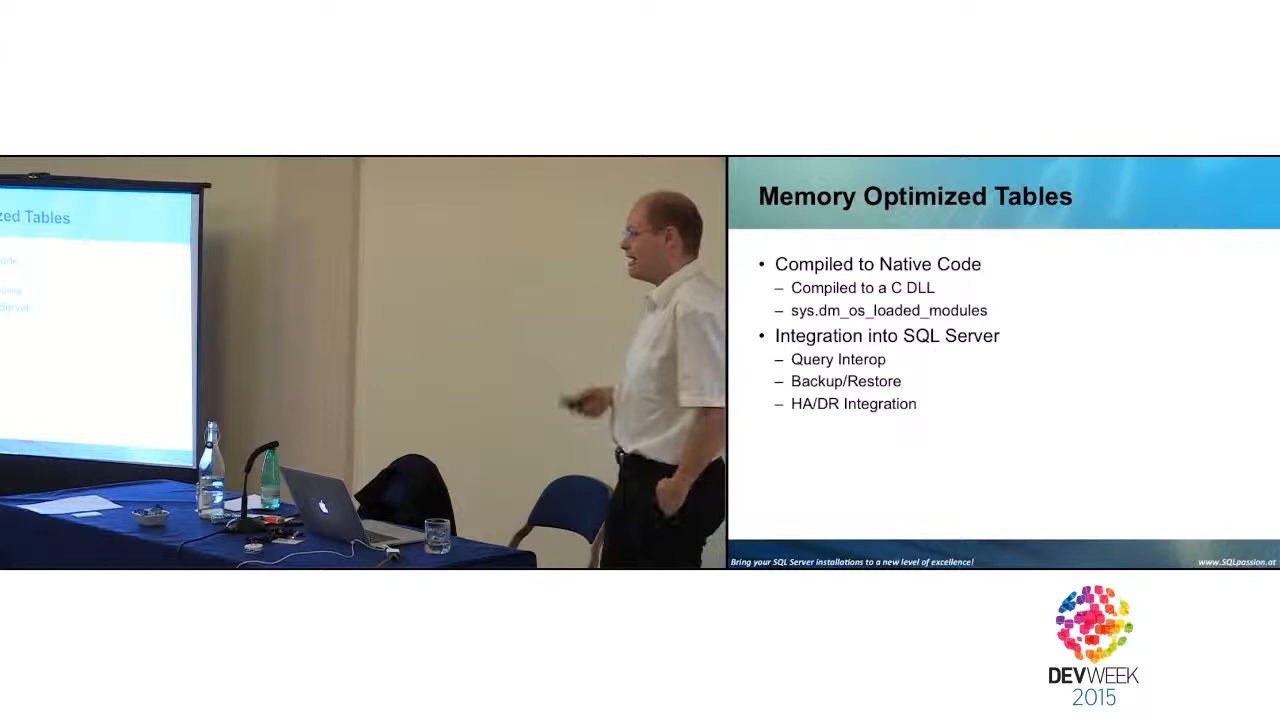 zed Tables
Memory Optimized Tables
• Compiled to Native Code
– Compiled to a C DLL
– sys.dm_os_loaded_modules
• Integration into SQL Server
– Query Interop
– Backup/Restore
– HA/DR Integration
Bring your SQL Server installations to a new level of excellence!
www.SQLpassion.at
DEVWEEK
2015